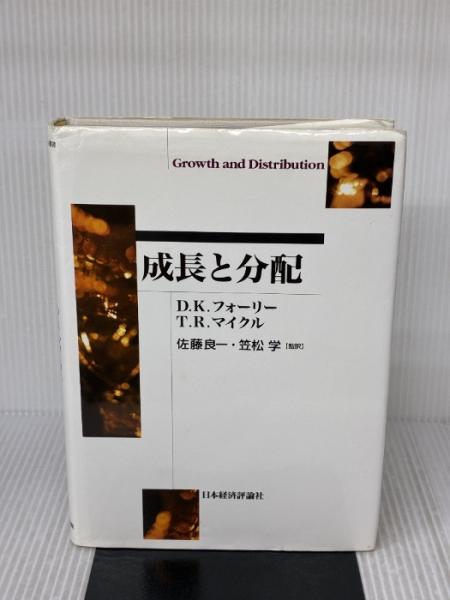 Growth and Distribution
成長と分配
D.K.フォーリー
T.R.マイクル
佐藤良一・笠松 学[監訳]
日本経済評論社